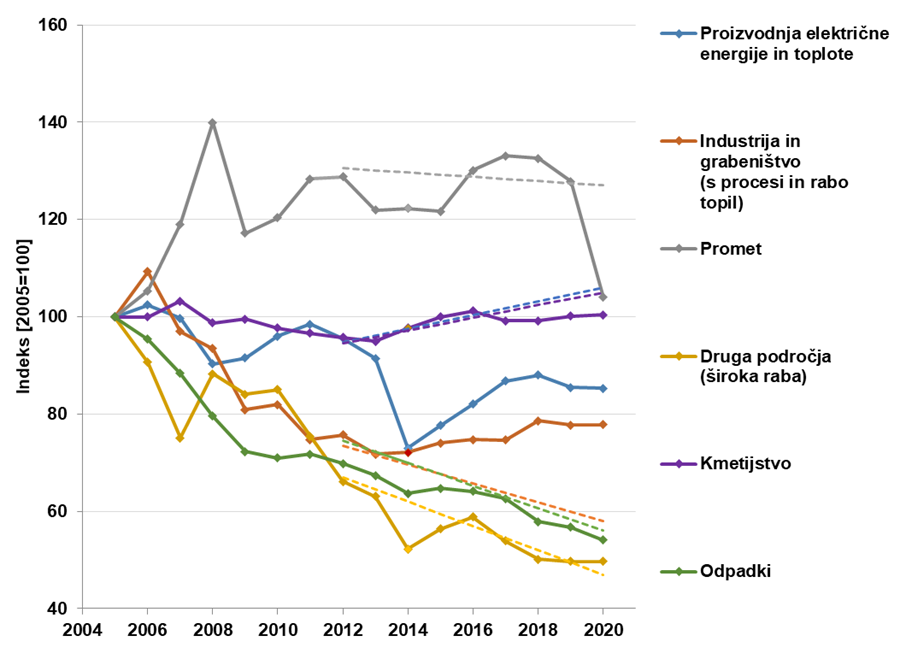 160
140
120
100
80
60
40
Indeks [2005=100]
2004 2006 2008 2010 2012 2014 2016 2018 2020
Proizvodnja električne
energije in toplote
Industrija in
grabeništvo
(s procesi in rabo
topil)
Promet
Druga področja
(široka raba)
Kmetijstvo
Odpadki